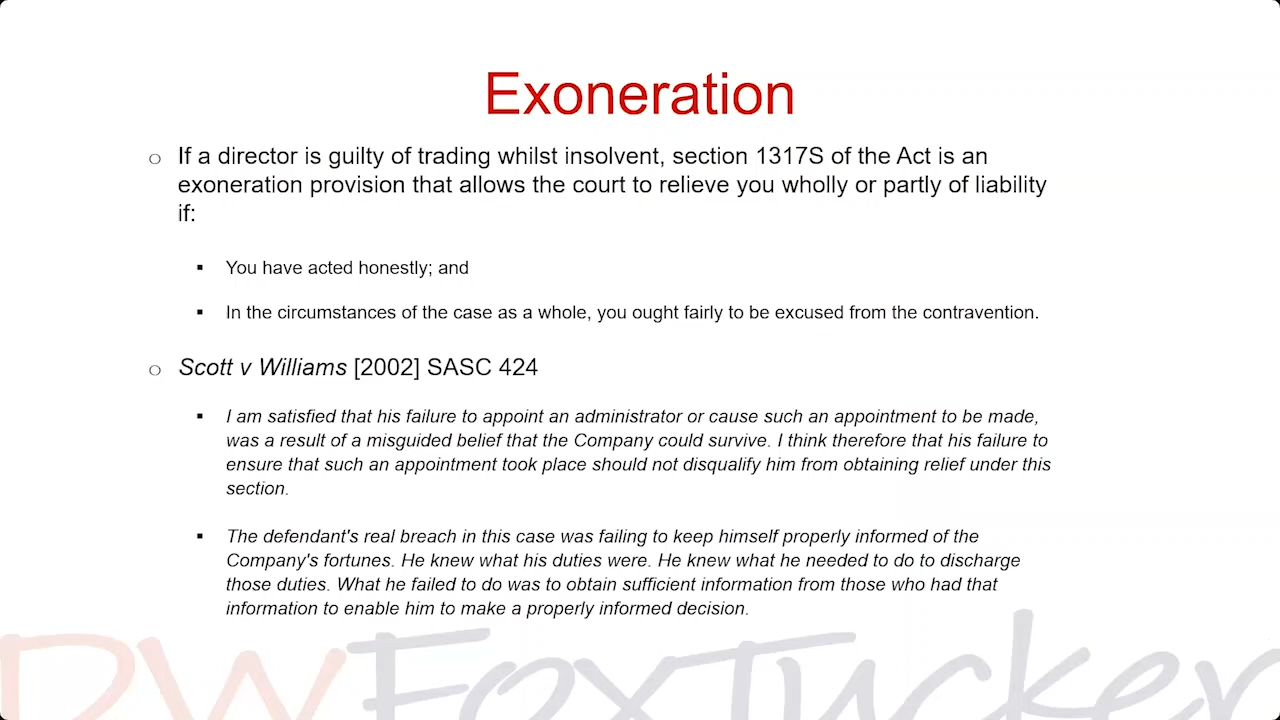 Exoneration
○ If a director is guilty of trading whilst insolvent, section 1317S of the Act is an
exoneration provision that allows the court to relieve you wholly or partly of liability
if:
▪ You have acted honestly; and
▪ In the circumstances of the case as a whole, you ought fairly to be excused from the contravention.
○ Scott v Williams [2002] SASC 424
▪ I am satisfied that his failure to appoint an administrator or cause such an appointment to be made,
was a result of a misguided belief that the Company could survive. I think therefore that his failure to
ensure that such an appointment took place should not disqualify him from obtaining relief under this
section.
▪ The defendant's real breach in this case was failing to keep himself properly informed of the
Company's fortunes. He knew what his duties were. He knew what he needed to do to discharge
those duties. What he failed to do was to obtain sufficient information from those who had that
information to enable him to make a properly informed decision.
DWFoxTucker